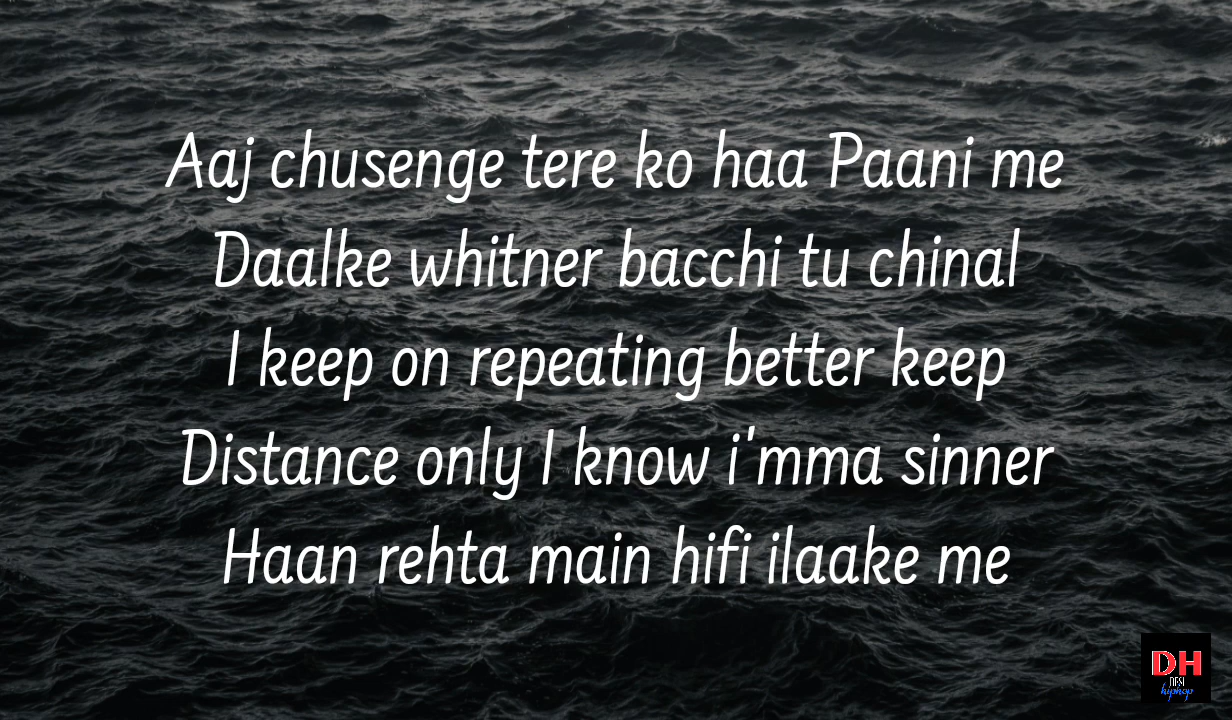 Aaj chusenge tere ko haa Paani me
Daalke whitner bacchi tu chinal
I keep on repeating better keep
Distance only I know i'mma sinner
Haan rehta main hifi ilaake me
DH
DESI
hiphop